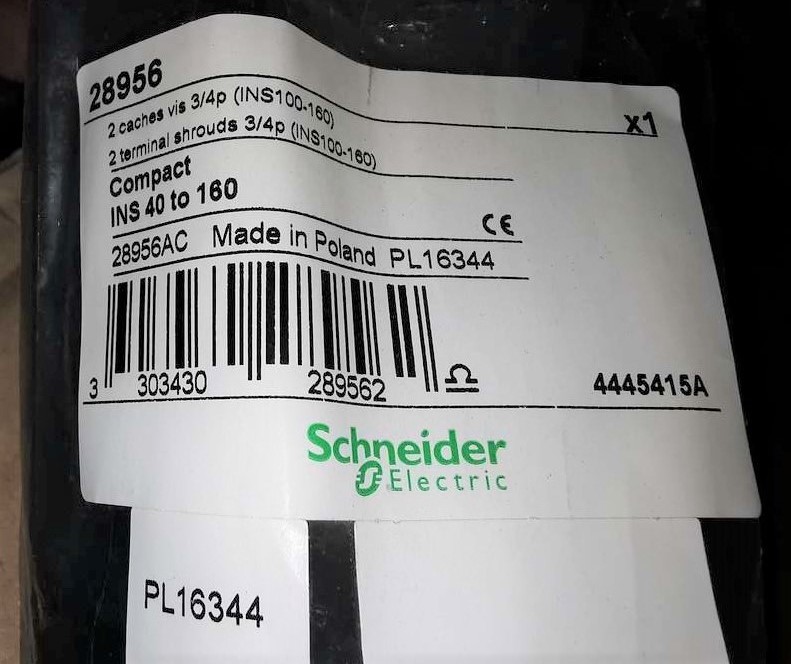 28956
x1
2 caches vis 3/4p (INS100-160)
2 terminal shrouds 3/4p (INS100-160)
Compact
INS 40 to 160
CE
28956AC Made in Poland PL16344
3 303430 289562
4445415A
Schneider
Electric
PL16344